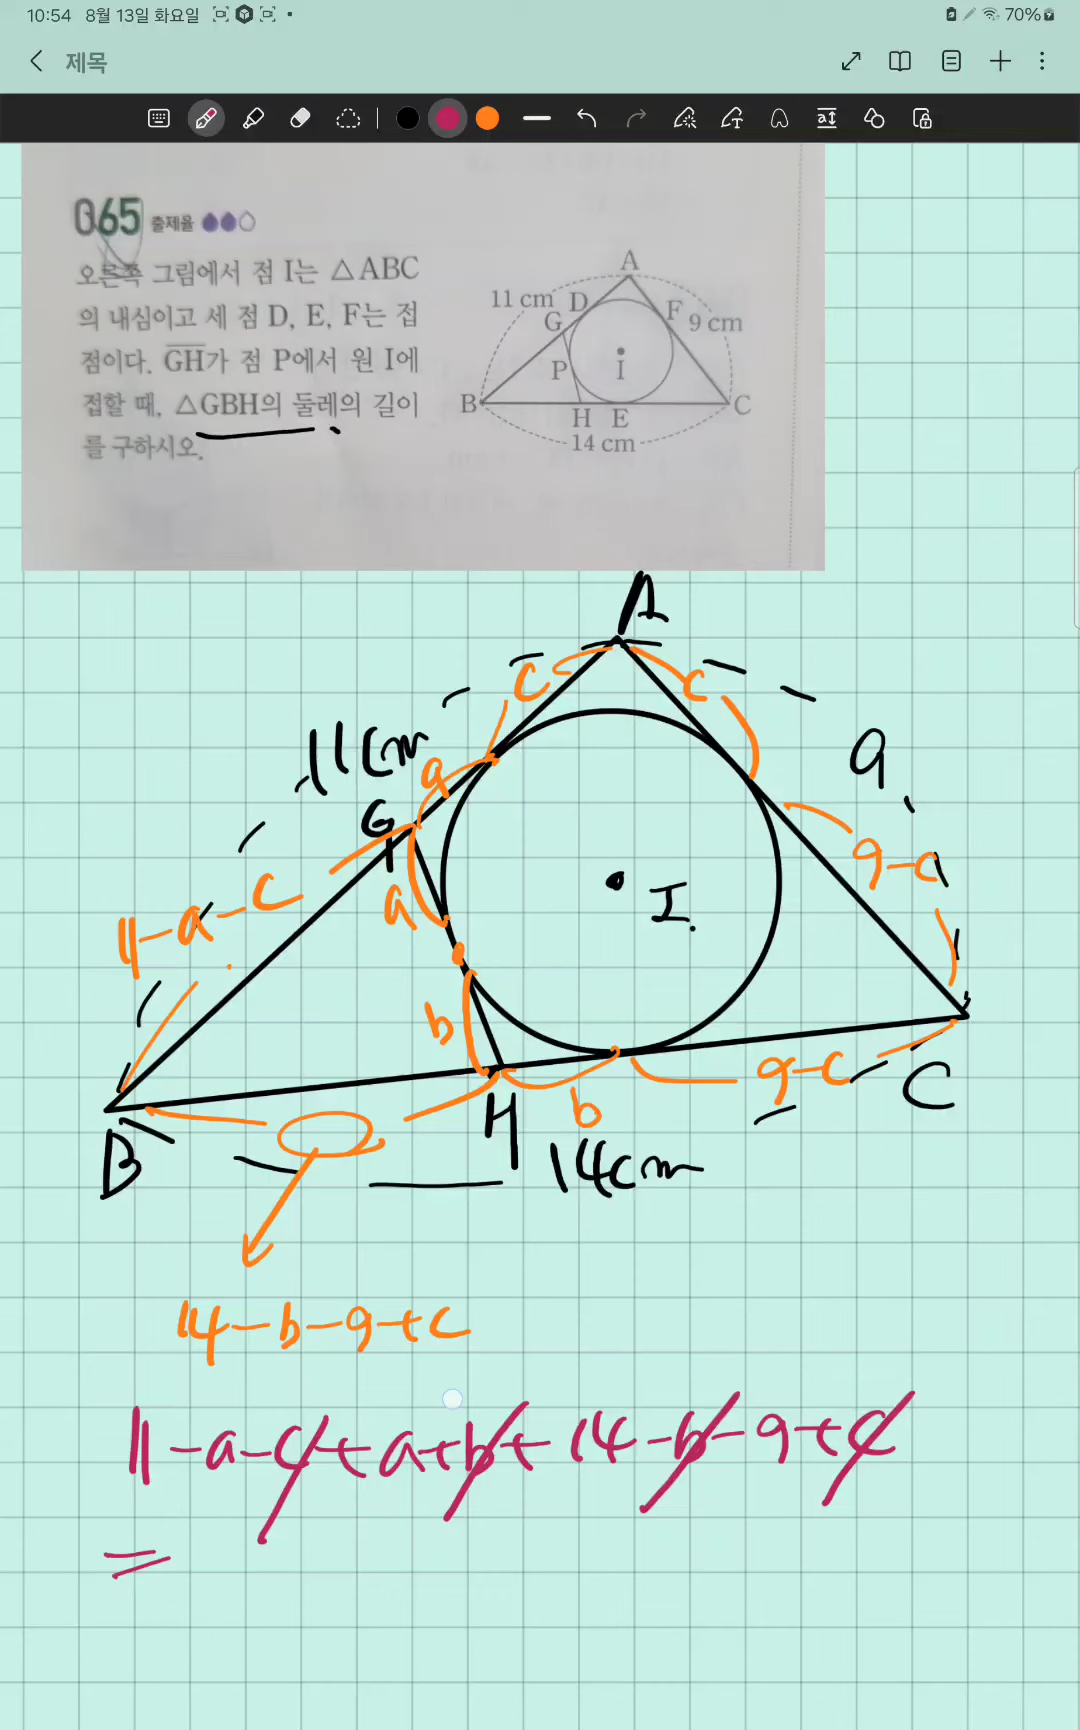 10:54 8월 13일 화요일
70%
제목
065 출제율
오른쪽 그림에서 점 I는 △ABC
의 내심이고 세 점 D, E, F는 접
점이다. \overline{GH}가 점 P에서 원 I에
접할 때, △GBH의 둘레의 길이
를 구하시오.
A
11 cm D
F
G
9 cm
P I
B C
H E
14 cm
A
c c
11cm
9
a
G
9-a
a
I
11-a-c
b
9-c
C
H b
B
14cm
14-b-9+c
11-a-c+a+b+14-b-9+c
=